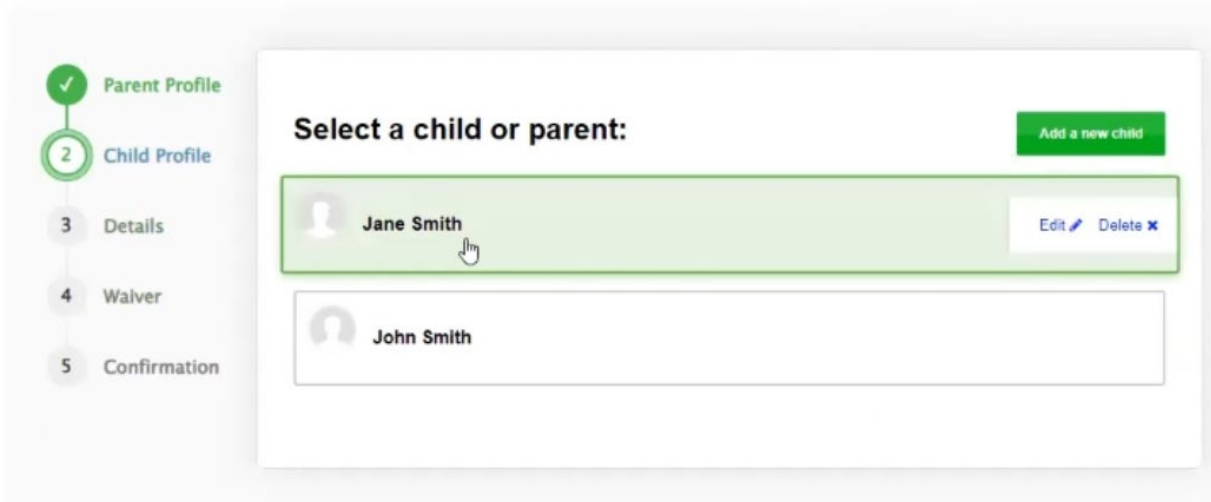 Parent Profile
2 Child Profile
3 Details
4 Waiver
5 Confirmation
Select a child or parent:
Add a new child
Jane Smith
Edit Delete
John Smith